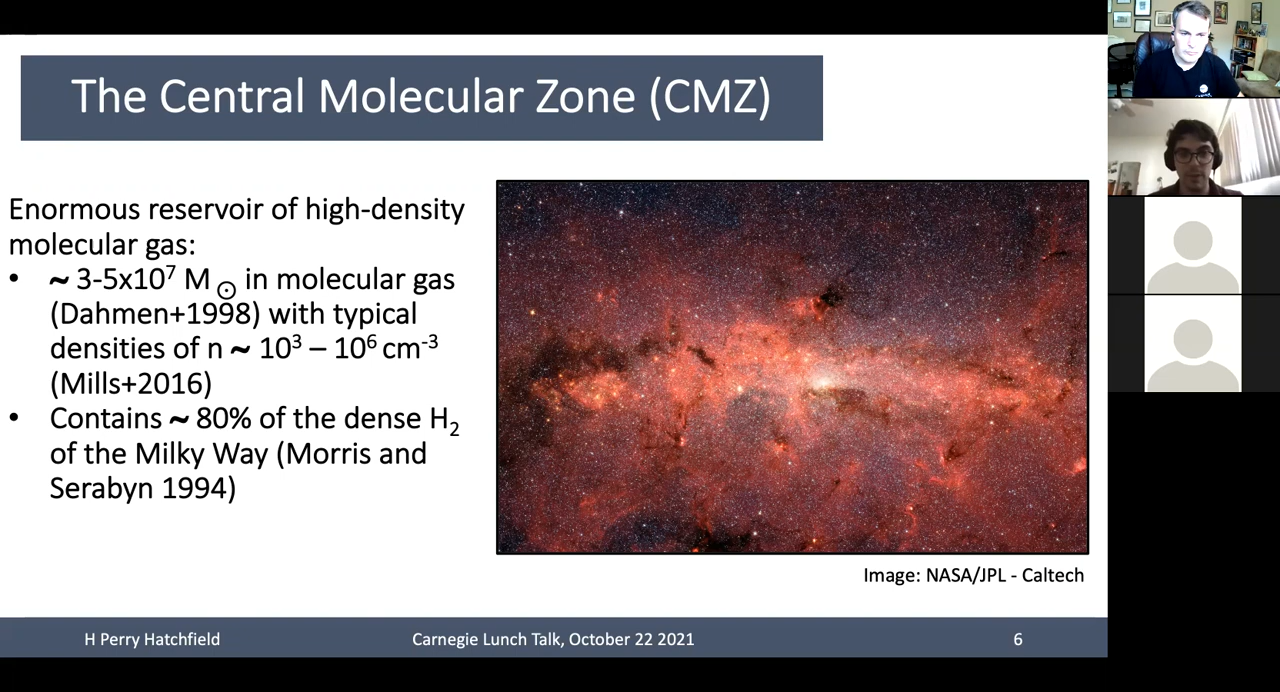 The Central Molecular Zone (CMZ)
Enormous reservoir of high-density
molecular gas:
• ~ 3-5x10⁷ M☉ in molecular gas
(Dahmen+1998) with typical
densities of n ~ 10³ – 10⁶ cm⁻³
(Mills+2016)
• Contains ~ 80% of the dense H₂
of the Milky Way (Morris and
Serabyn 1994)
Image: NASA/JPL - Caltech
H Perry Hatchfield
Carnegie Lunch Talk, October 22 2021
6